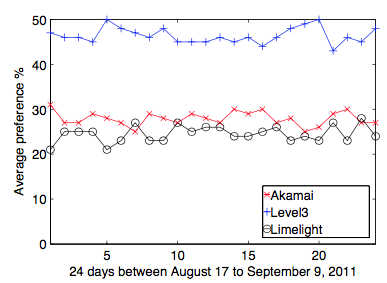 50
40
30
20
10
0
Average preference %
Akamai
Level3
Limelight
5
10
15
20
24 days between August 17 to September 9, 2011